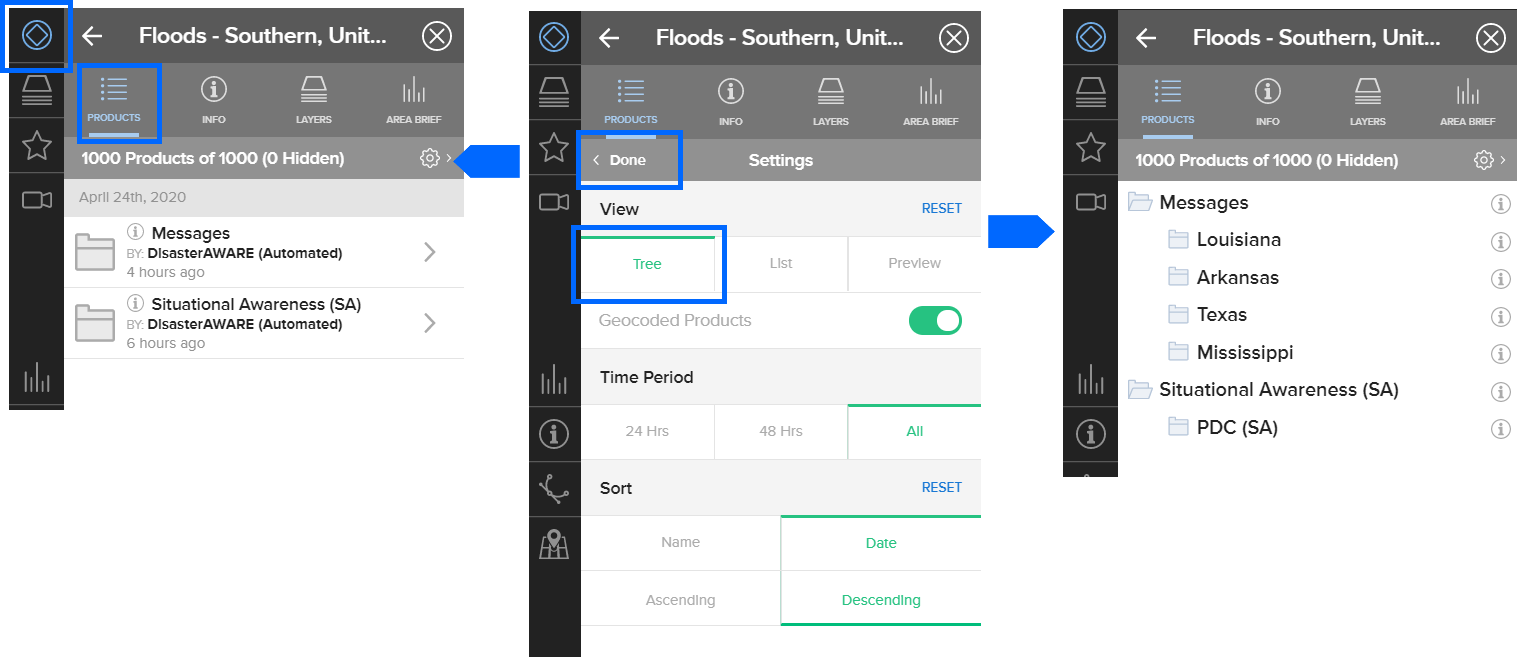 Floods - Southern, Unit...
PRODUCTS
INFO
LAYERS
AREA BRIEF
1000 Products of 1000 (0 Hidden)
April 24th, 2020
Messages
BY: DisasterAWARE (Automated)
4 hours ago
Situational Awareness (SA)
BY: DisasterAWARE (Automated)
6 hours ago
Floods - Southern, Unit...
PRODUCTS
INFO
LAYERS
AREA BRIEF
Done
Settings
View
RESET
Tree
List
Preview
Geocoded Products
Time Period
24 Hrs
48 Hrs
All
Sort
RESET
Name
Date
Ascending
Descending
Floods - Southern, Unit...
PRODUCTS
INFO
LAYERS
AREA BRIEF
1000 Products of 1000 (0 Hidden)
Messages
Louisiana
Arkansas
Texas
Mississippi
Situational Awareness (SA)
PDC (SA)